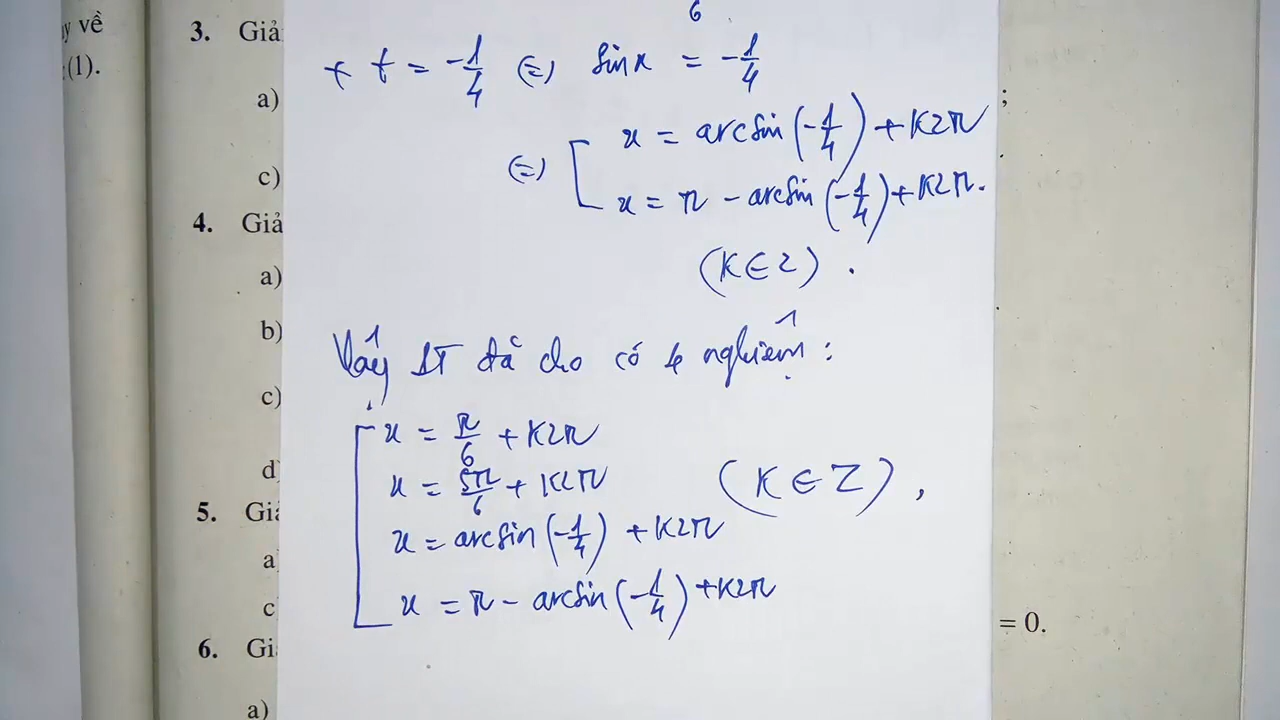 6
+ t = -1/4 (=) sinx = -1/4
(=) [ x = arcsin(-1/4) + K2π
x = π - arcsin(-1/4) + K2π.
(K∈Z).
Vậy PT đã cho có 4 nghiệm:
x = π/6 + K2π
x = 5π/6 + K2π
(K ∈ Z),
x = arcsin(-1/4) + K2π
x = π - arcsin(-1/4) + K2π
về
(1).
3. Giả
a)
;
c)
4. Giả
a)
b)
c)
d)
5. Giả
a
c
= 0.
6. Gi
a)